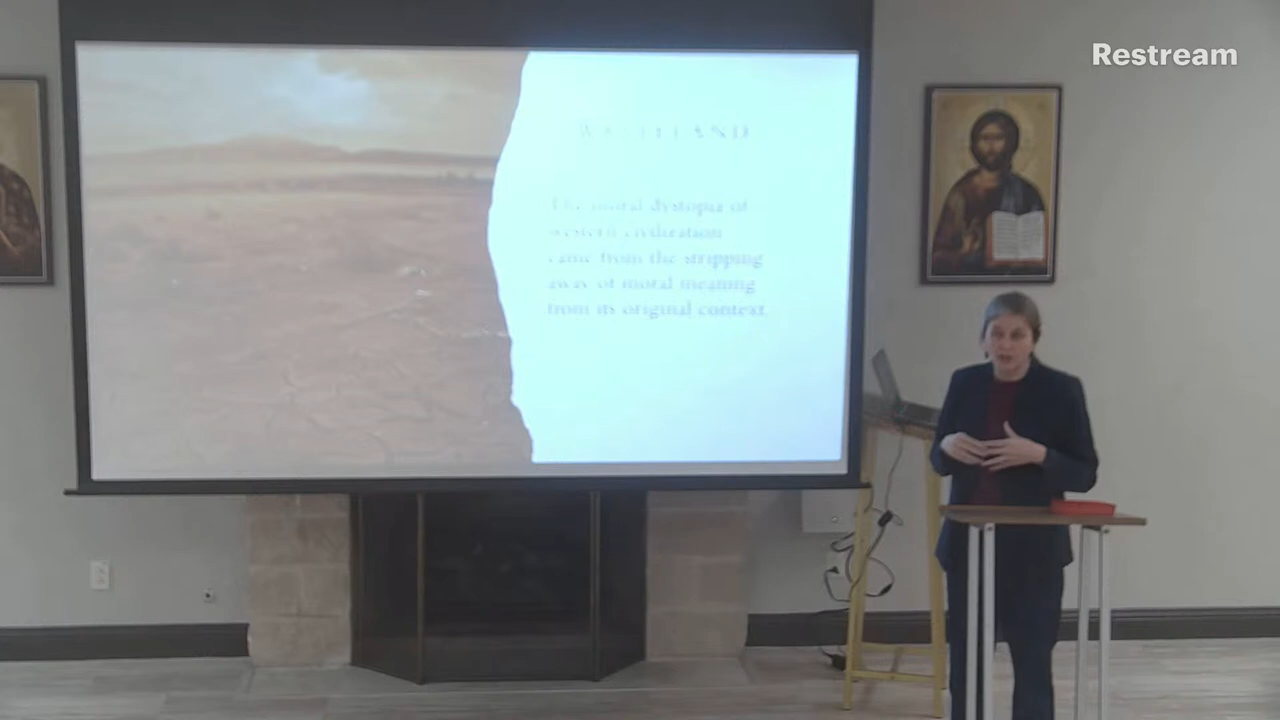 Restream
WASTELAND
The moral dystopia of
western civilization
came from the stripping
away of moral meaning
from its original context.